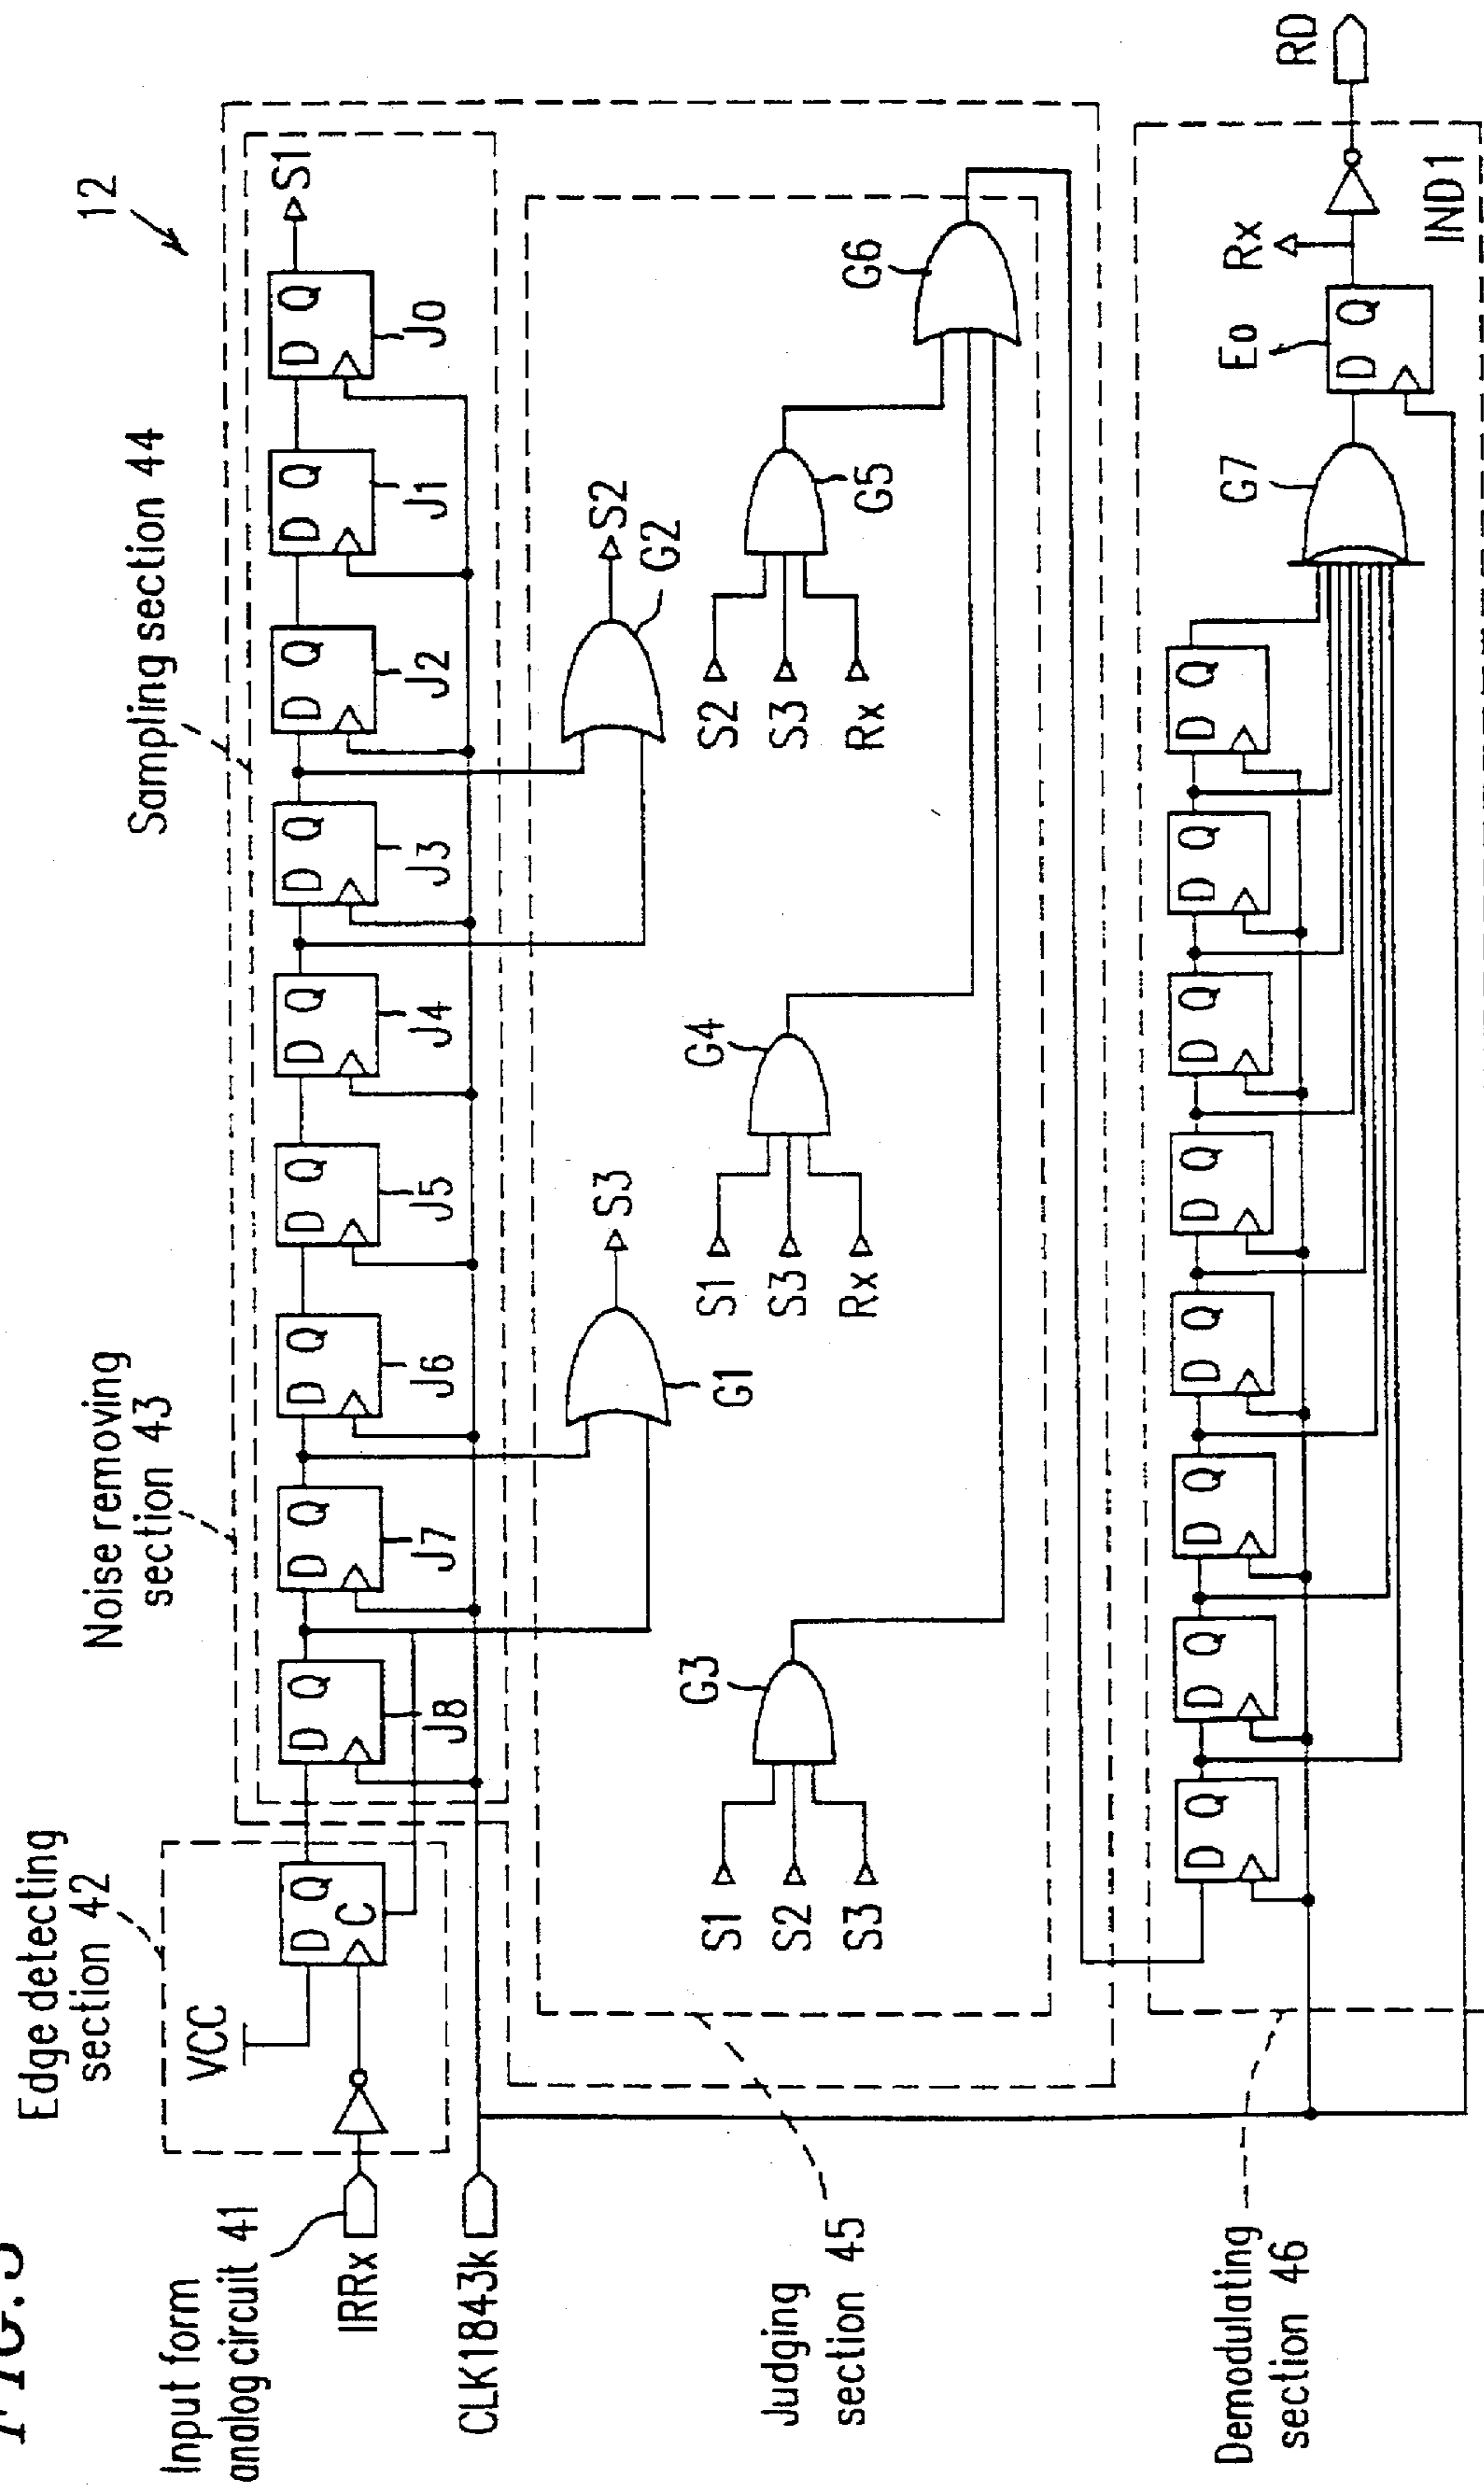 FIG.
12
Edge detecting
section 42
Noise removing
section 43
Sampling section 44
Input form
analog circuit 41
IRRx
VCC
D Q
C
D Q
J8
D Q
J7
D Q
J6
D Q
J5
D Q
J4
D Q
J3
D Q
J2
D Q
J1
D Q
J0
S1
CLK1843k
G1
S3
G2
S2
S1
S2
S3
G3
S1
S3
Rx
G4
S2
S3
Rx
G5
G6
Judging
section 45
D Q
D Q
D Q
D Q
D Q
D Q
D Q
D Q
G7
Eo
D Q
Rx
RD
IND1
Demodulating
section 46